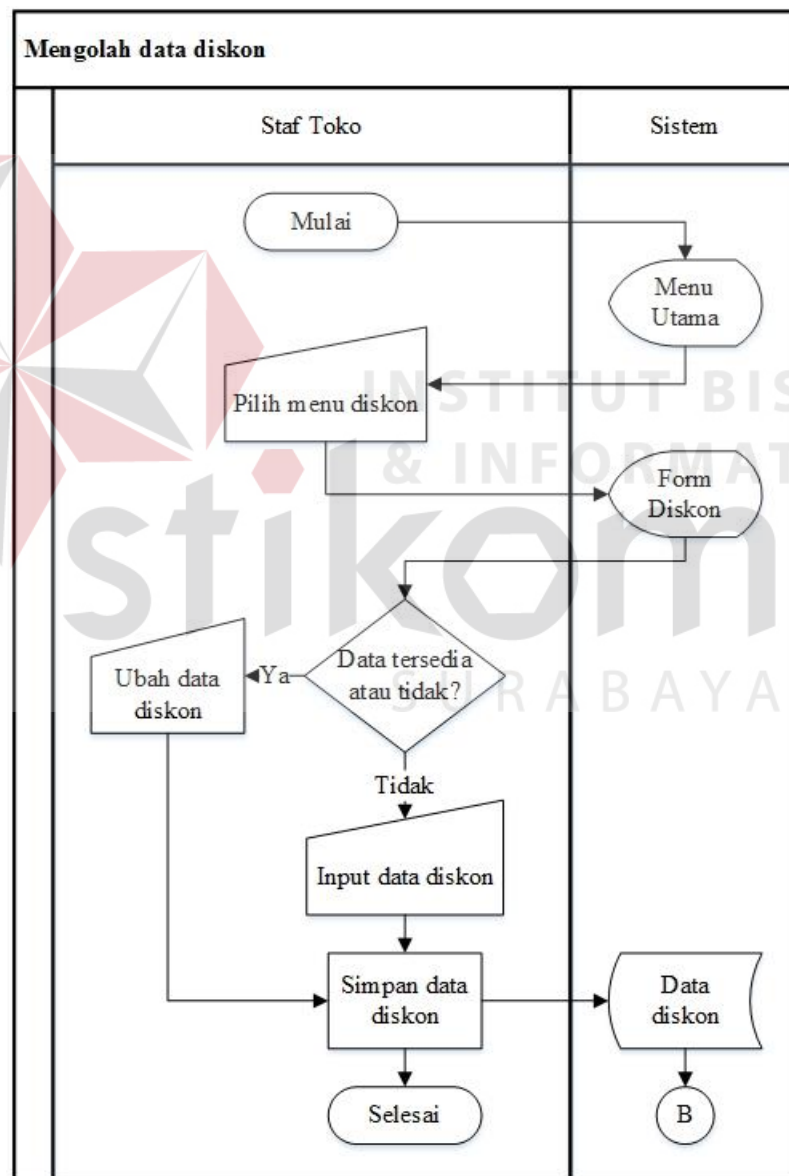 Mengolah data diskon
Staf Toko
Sistem
Mulai
Menu
Utama
Pilih menu diskon
INSTITUT BIS
& INFORMAT
Form
Diskon
stikom
SURABAYA
Data tersedia
atau tidak?
Ya
Ubah data
diskon
Tidak
Input data diskon
Simpan data
diskon
Data
diskon
Selesai
B